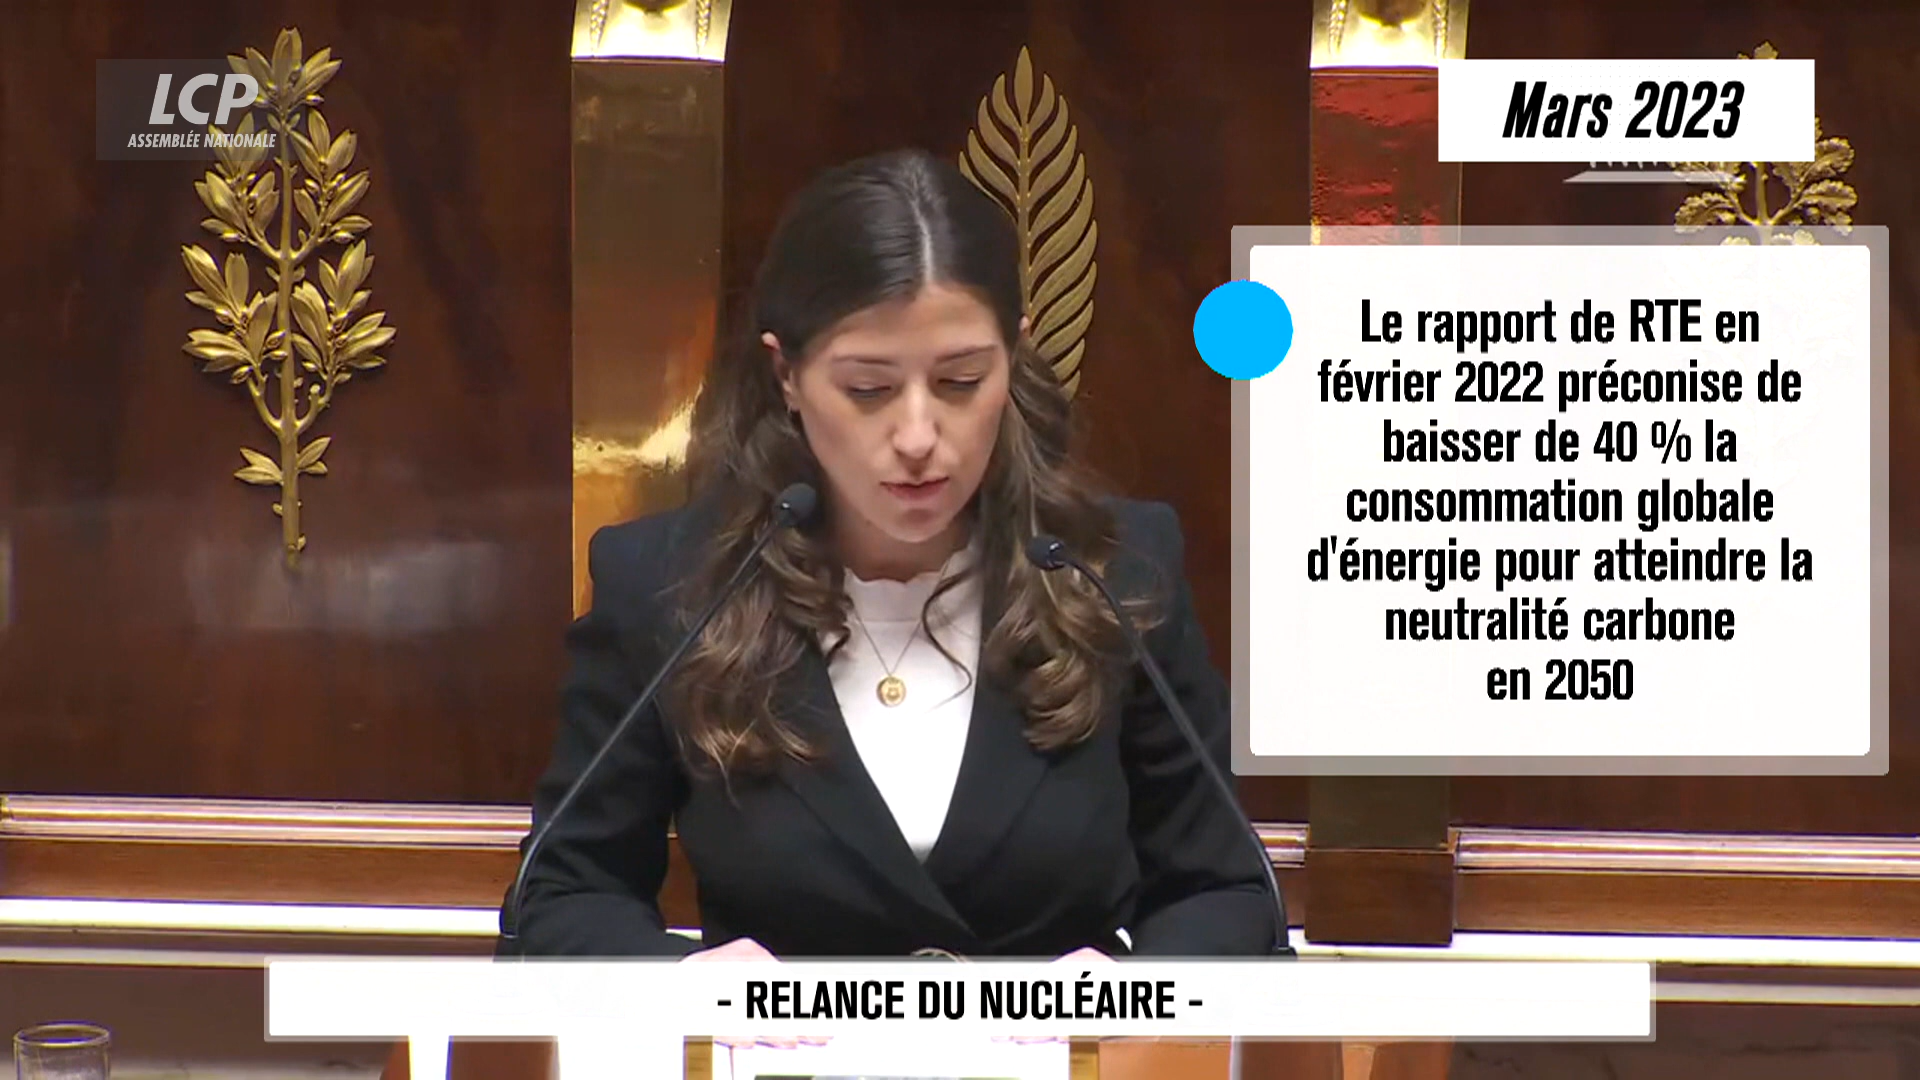 LCP
ASSEMBLÉE NATIONALE
Mars 2023
Le rapport de RTE en
février 2022 préconise de
baisser de 40 % la
consommation globale
d'énergie pour atteindre la
neutralité carbone
en 2050
- RELANCE DU NUCLÉAIRE -